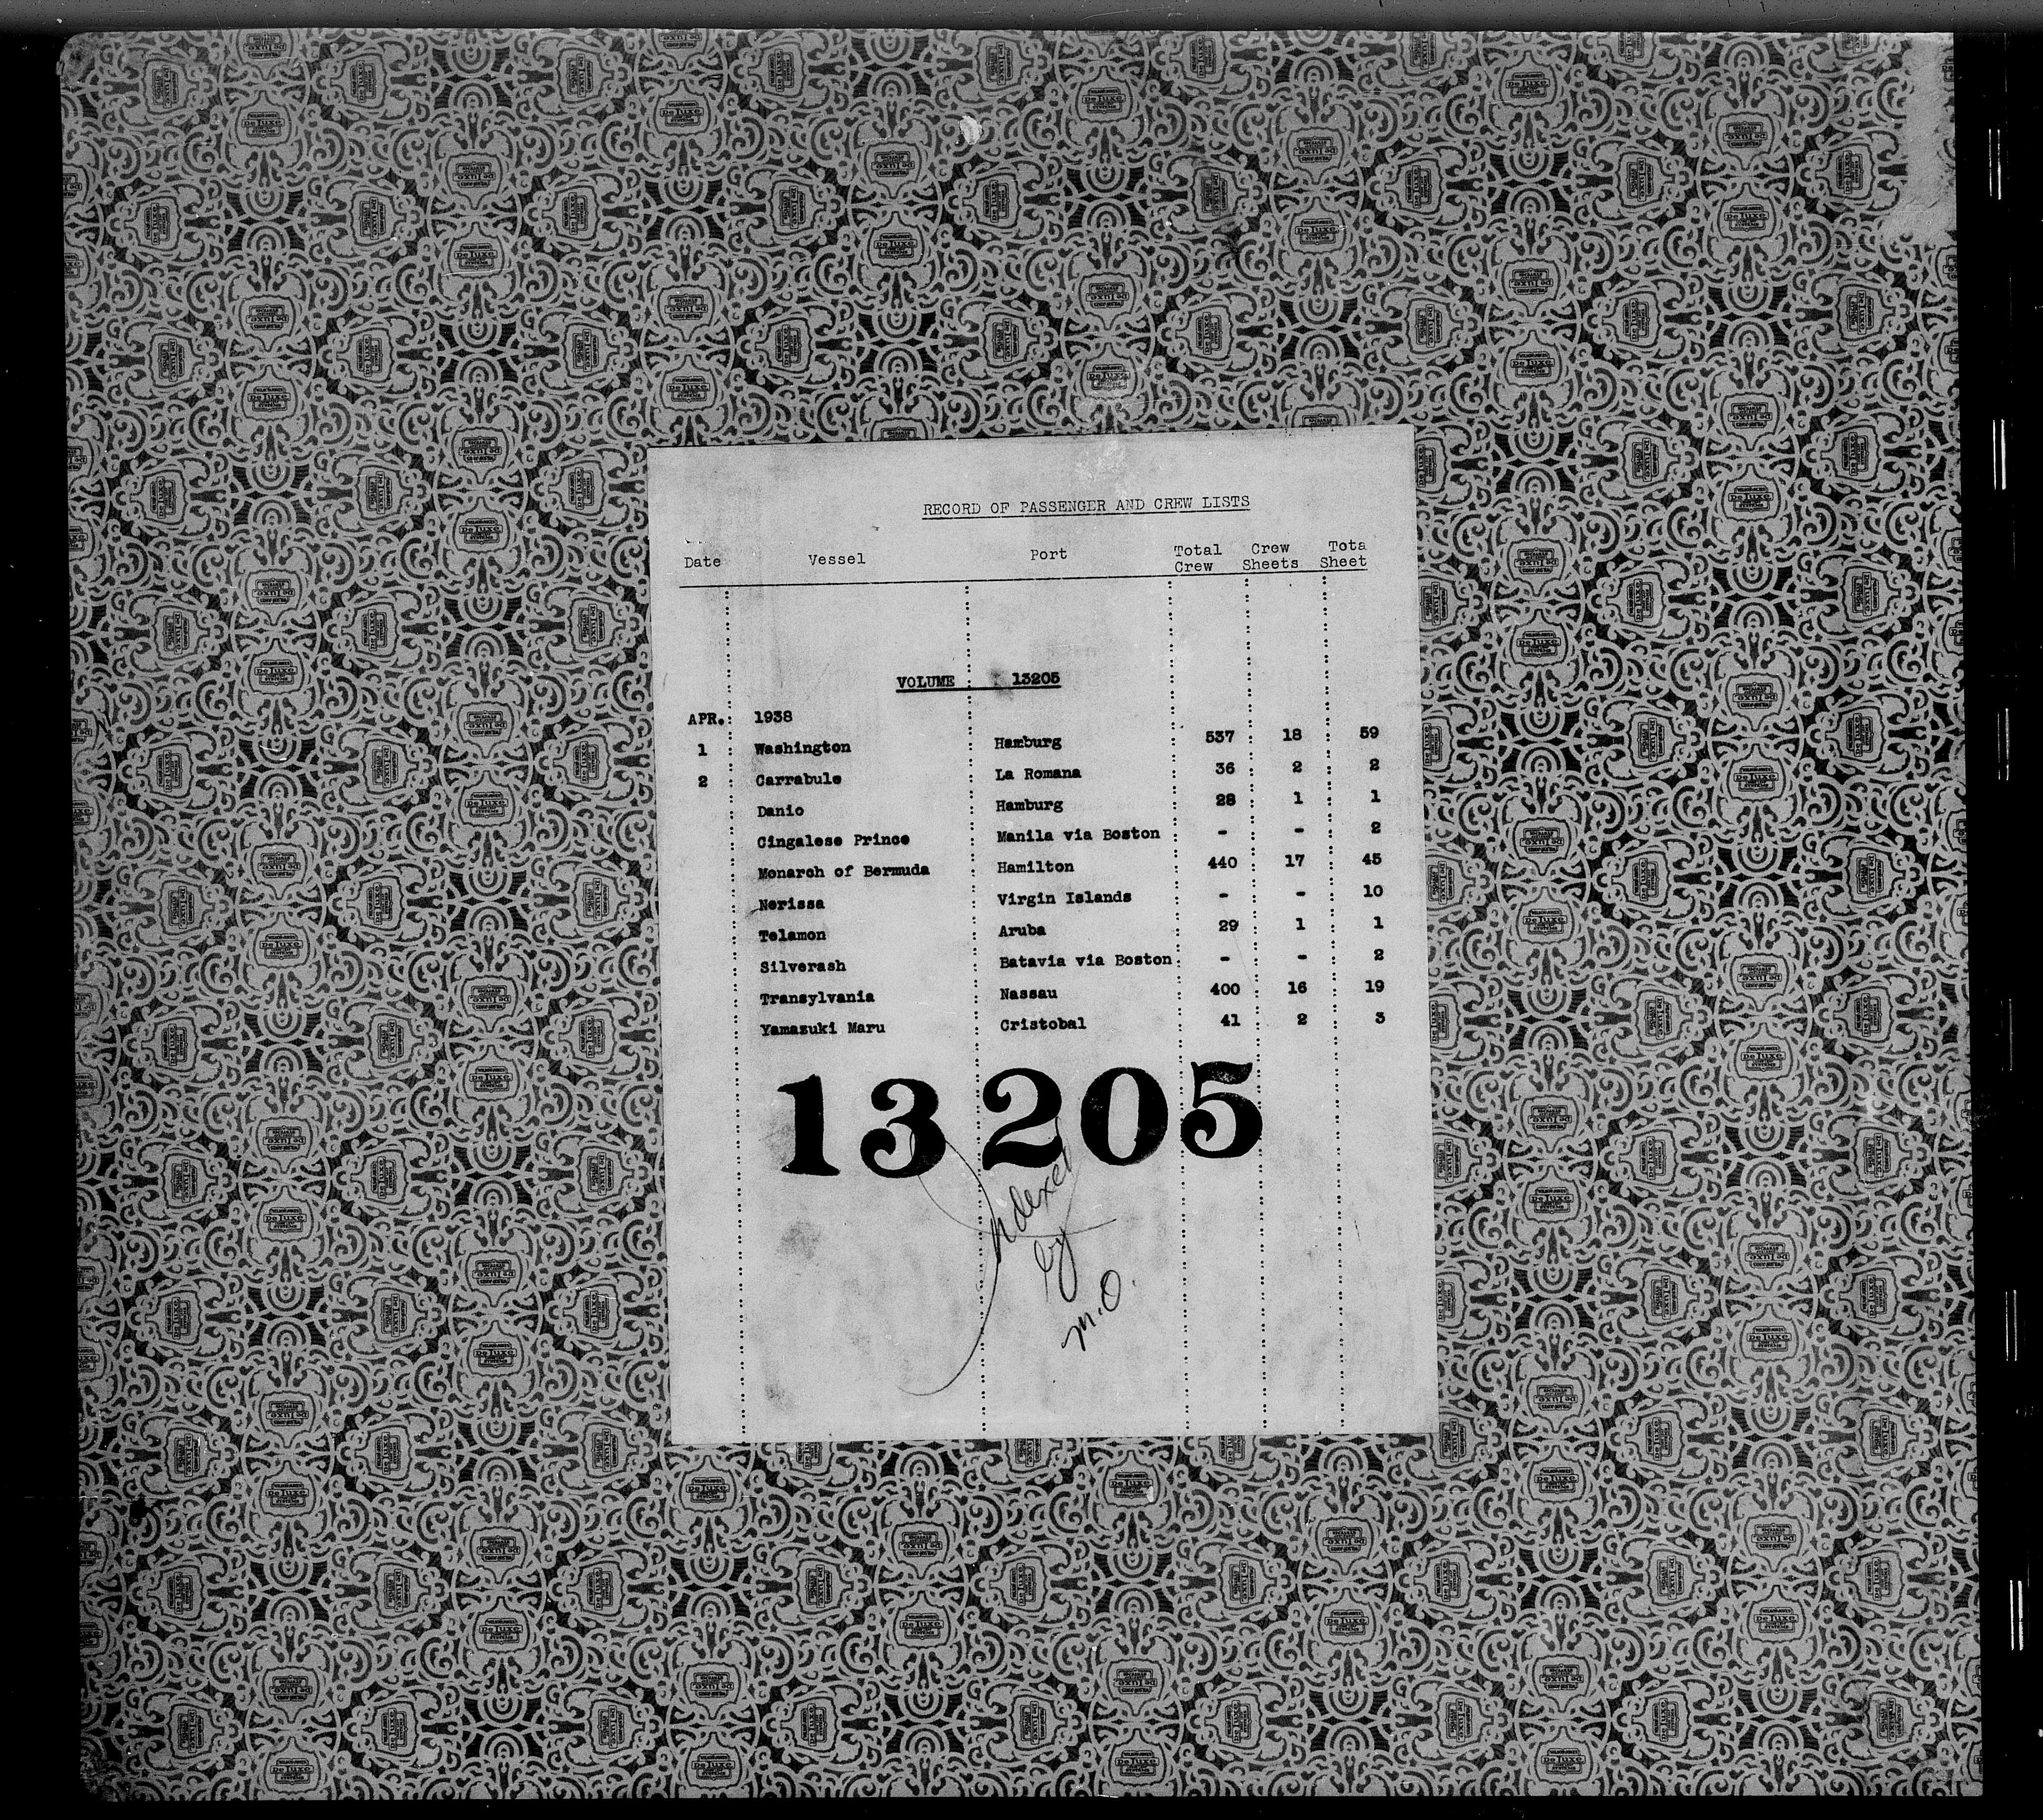 RECORD OF PASSENGER AND CREW LISTS
Date Vessel Port Total Crew Crew Sheets Tota Sheet
VOLUME 13205
APR. 1938
1 Washington Hamburg 537 18 59
2 Carrabule La Romana 36 2 2
Danio Hamburg 28 1 1
Cingalese Prince Manila via Boston - - 2
Monarch of Bermuda Hamilton 440 17 45
Nerissa Virgin Islands - - 10
Telamon Aruba 29 1 1
Silverash Batavia via Boston - - 2
Transylvania Nassau 400 16 19
Yamazuki Maru Cristobal 41 2 3
13205
Indexed
by
M.O.